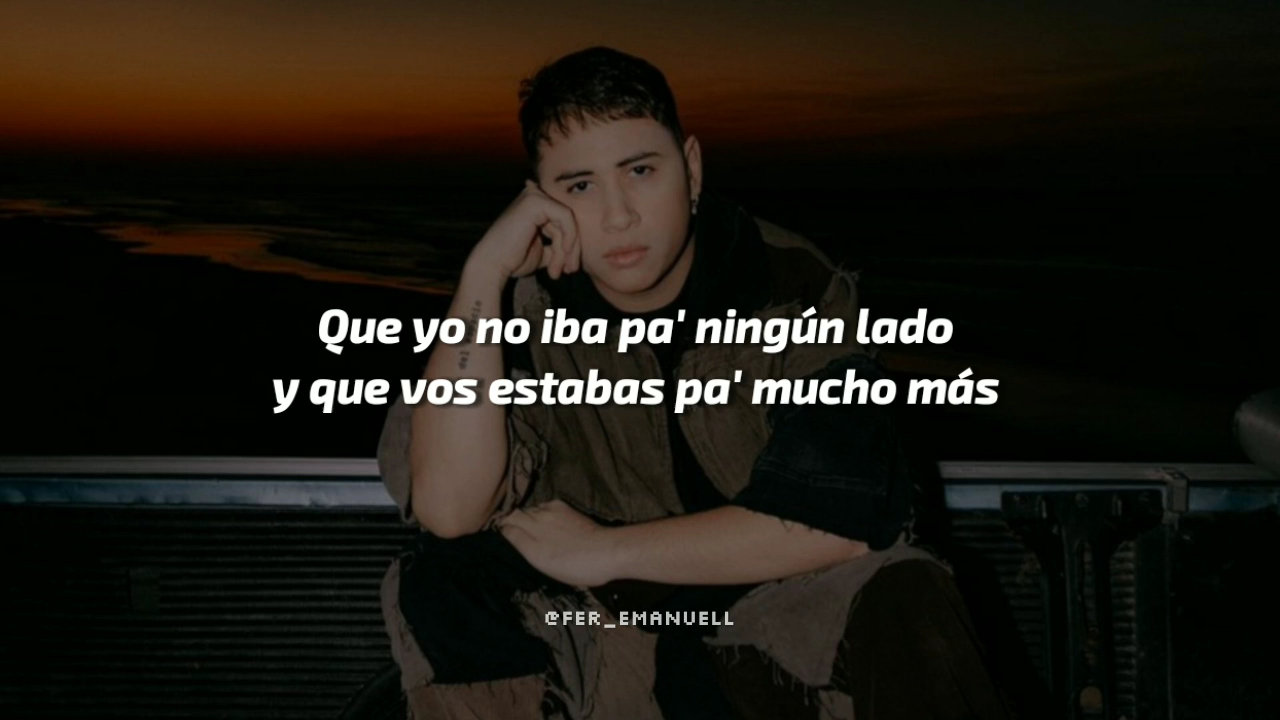 Que yo no iba pa' ningún lado
y que vos estabas pa' mucho más
@FER_EMANUELL